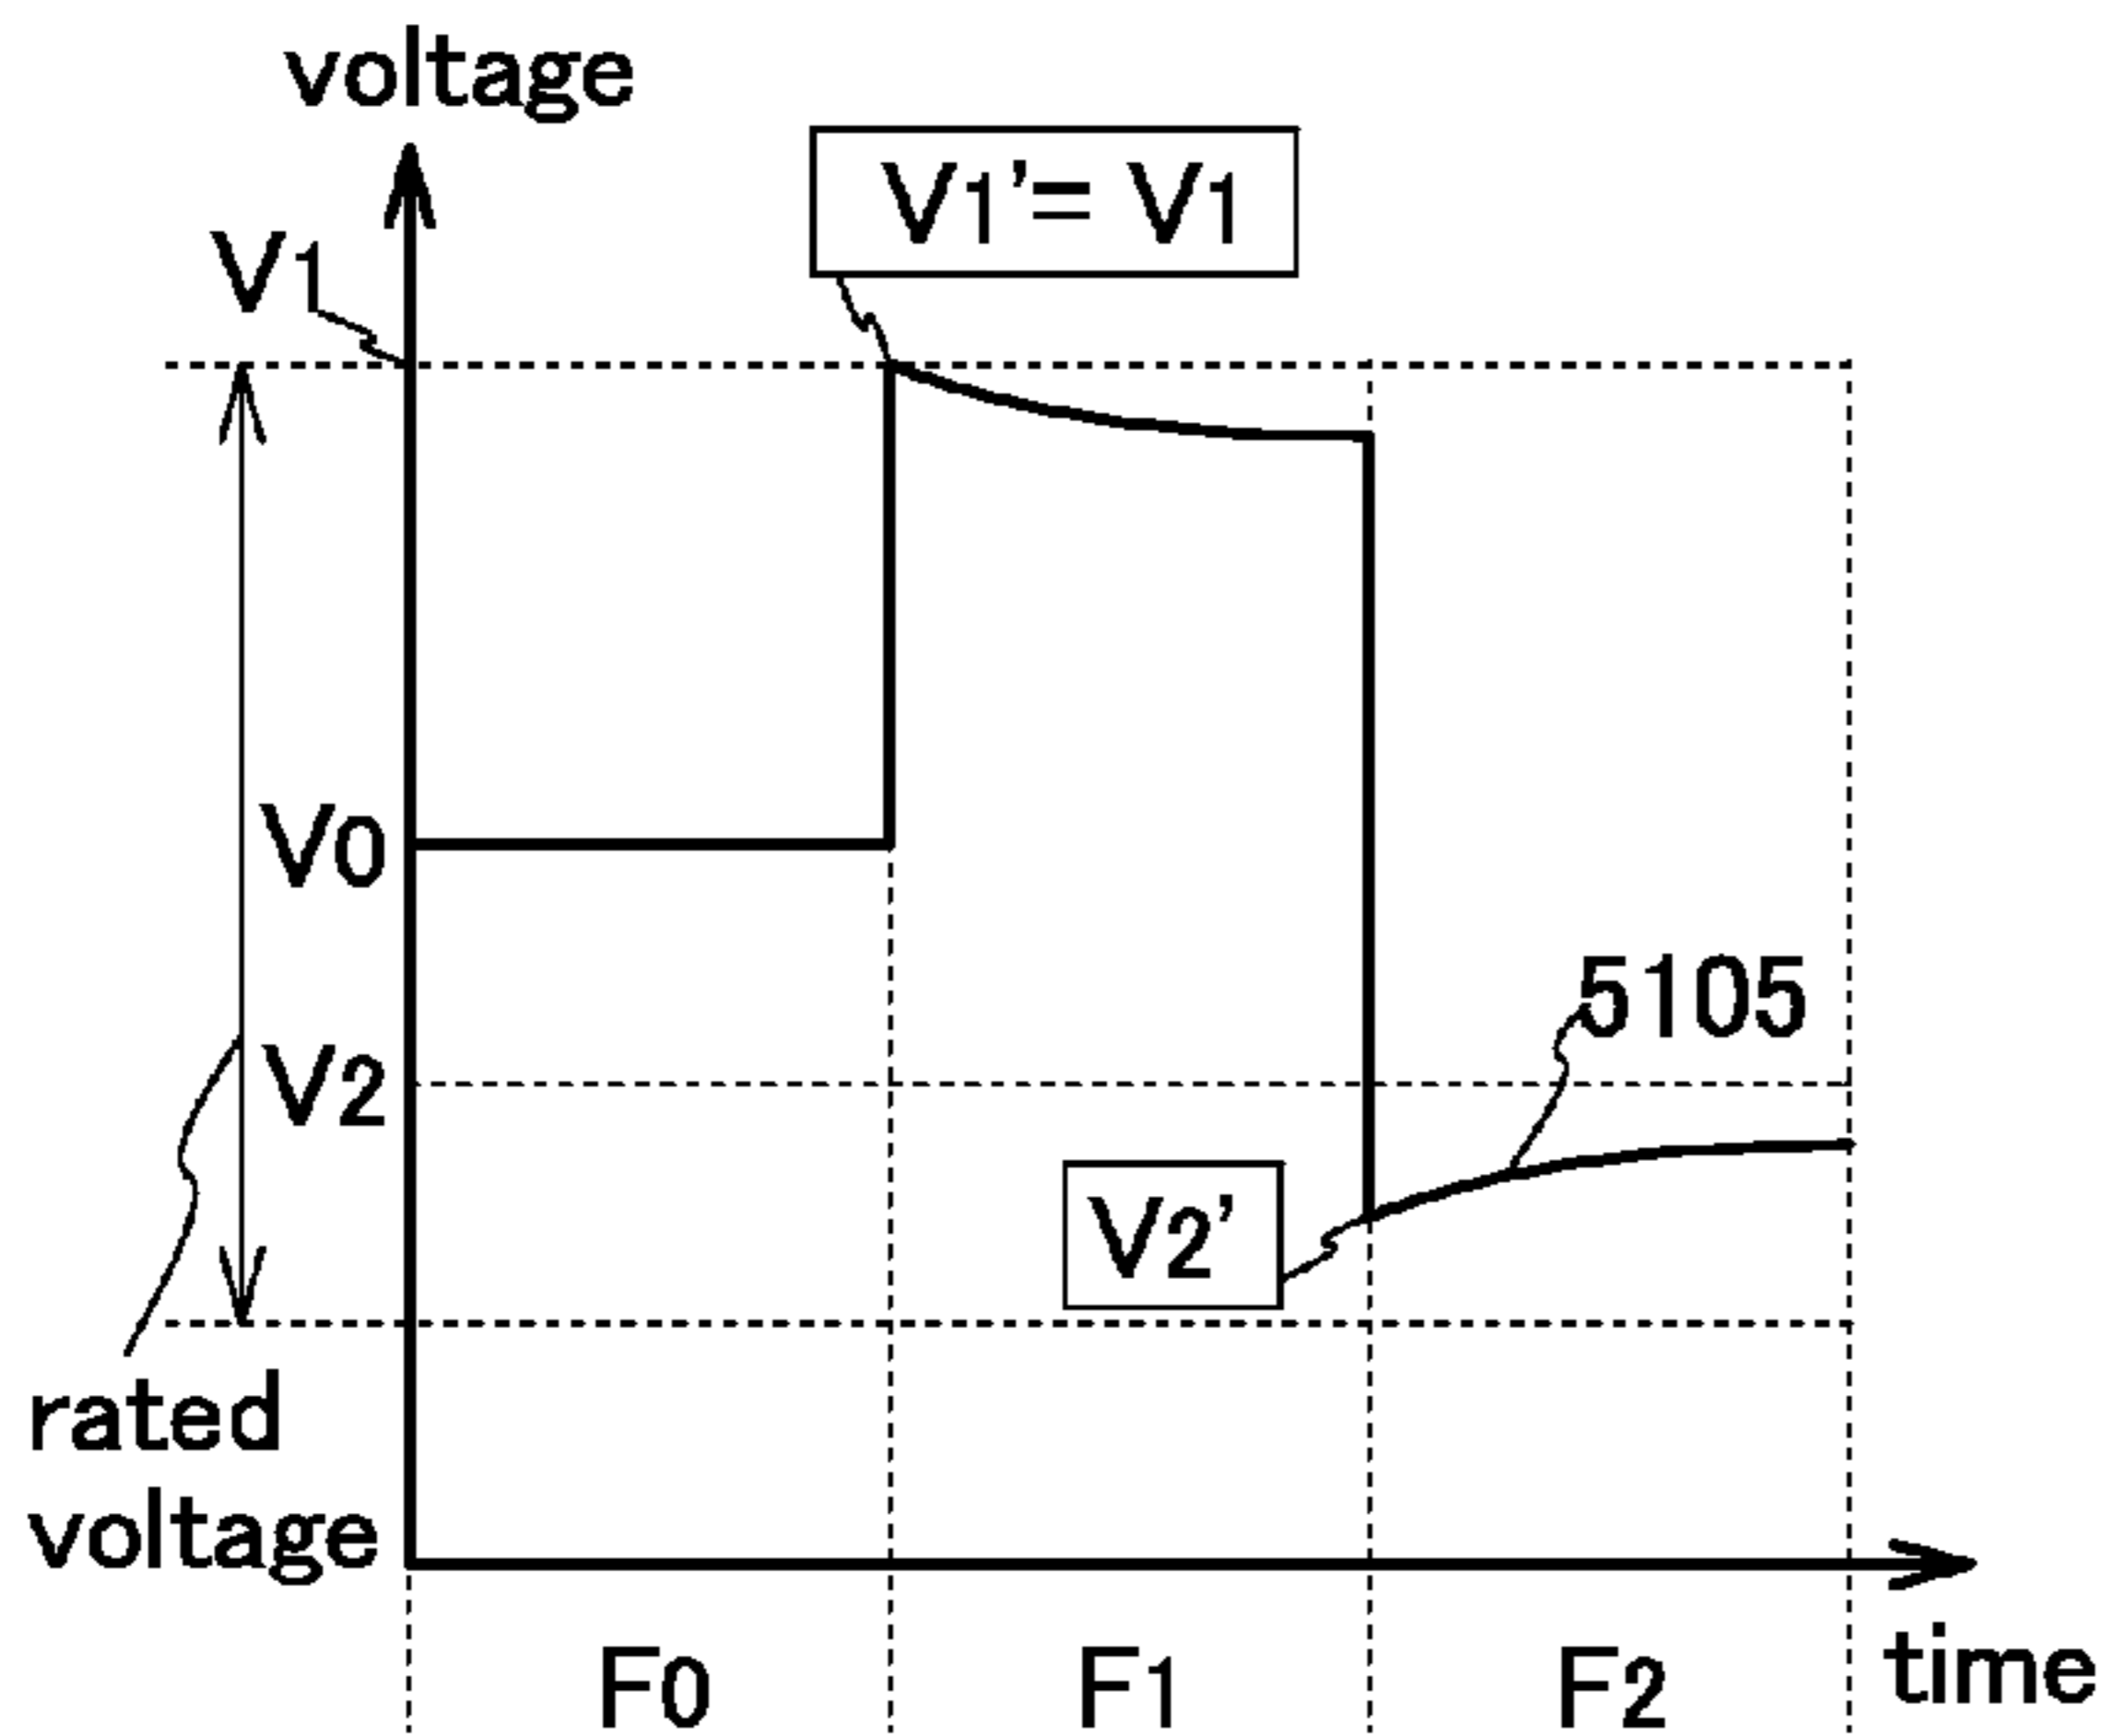 voltage
V1'= V1
V1
V0
5105
V2
V2'
rated
voltage
F0
F1
F2
time